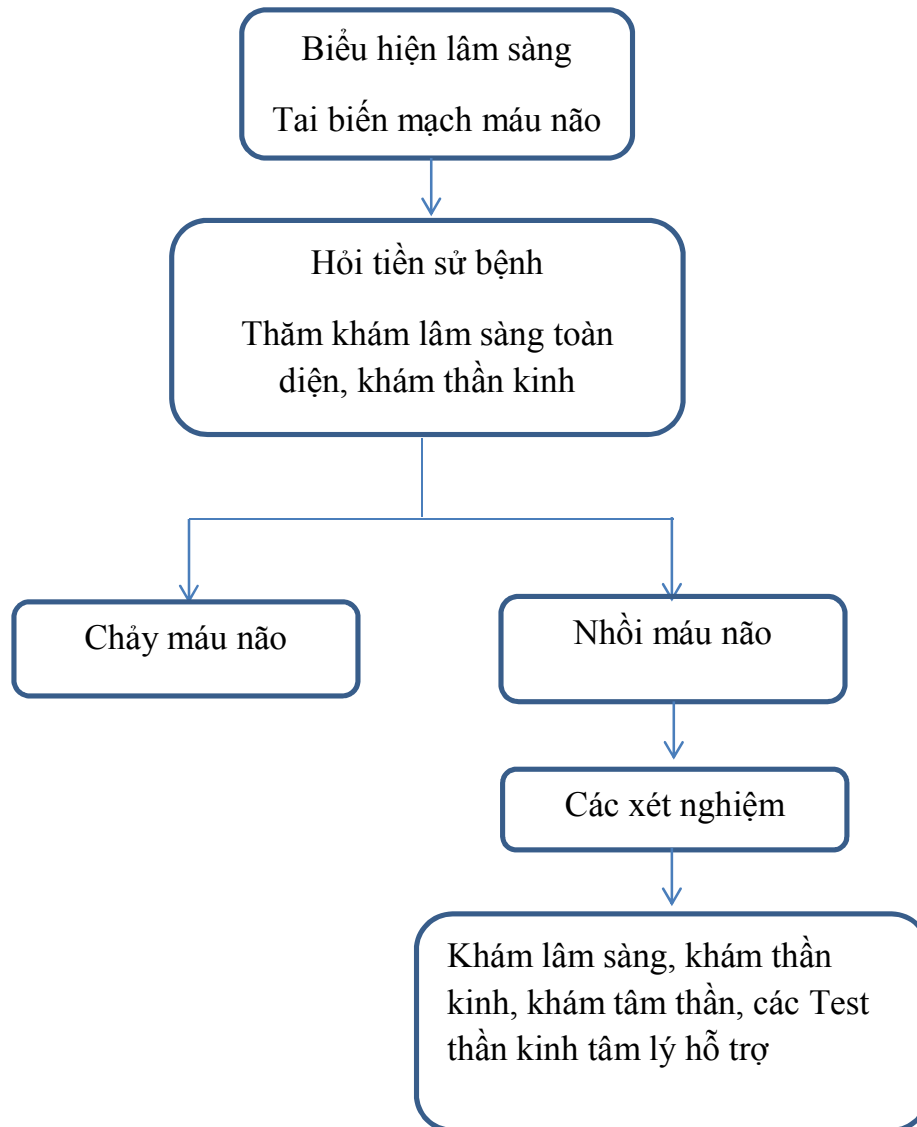 Biểu hiện lâm sàng
Tai biến mạch máu não
Hỏi tiền sử bệnh
Thăm khám lâm sàng toàn
diện, khám thần kinh
Chảy máu não
Nhồi máu não
Các xét nghiệm
Khám lâm sàng, khám thần
kinh, khám tâm thần, các Test
thần kinh tâm lý hỗ trợ